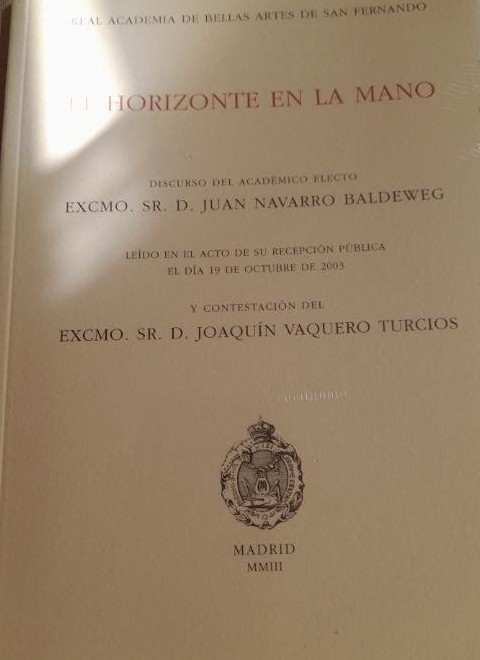 REAL ACADEMIA DE BELLAS ARTES DE SAN FERNANDO
EL HORIZONTE EN LA MANO
DISCURSO DEL ACADÉMICO ELECTO
EXCMO. SR. D. JUAN NAVARRO BALDEWEG
LEÍDO EN EL ACTO DE SU RECEPCIÓN PÚBLICA
EL DÍA 19 DE OCTUBRE DE 2003
Y CONTESTACIÓN DEL
EXCMO. SR. D. JOAQUÍN VAQUERO TURCIOS
MADRID
MMIII